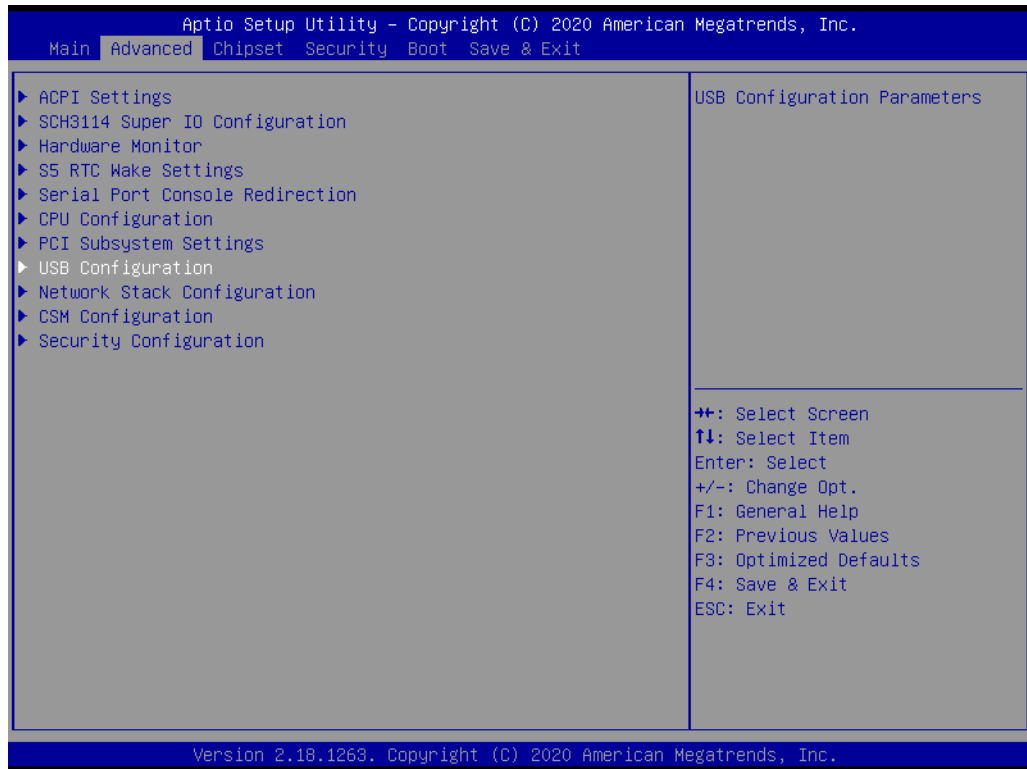 Aptio Setup Utility – Copyright (C) 2020 American Megatrends, Inc.
Main Advanced Chipset Security Boot Save & Exit
▶ ACPI Settings
▶ SCH3114 Super IO Configuration
▶ Hardware Monitor
▶ S5 RTC Wake Settings
▶ Serial Port Console Redirection
▶ CPU Configuration
▶ PCI Subsystem Settings
▶ USB Configuration
▶ Network Stack Configuration
▶ CSM Configuration
▶ Security Configuration
USB Configuration Parameters
→←: Select Screen
↑↓: Select Item
Enter: Select
+/-: Change Opt.
F1: General Help
F2: Previous Values
F3: Optimized Defaults
F4: Save & Exit
ESC: Exit
Version 2.18.1263. Copyright (C) 2020 American Megatrends, Inc.